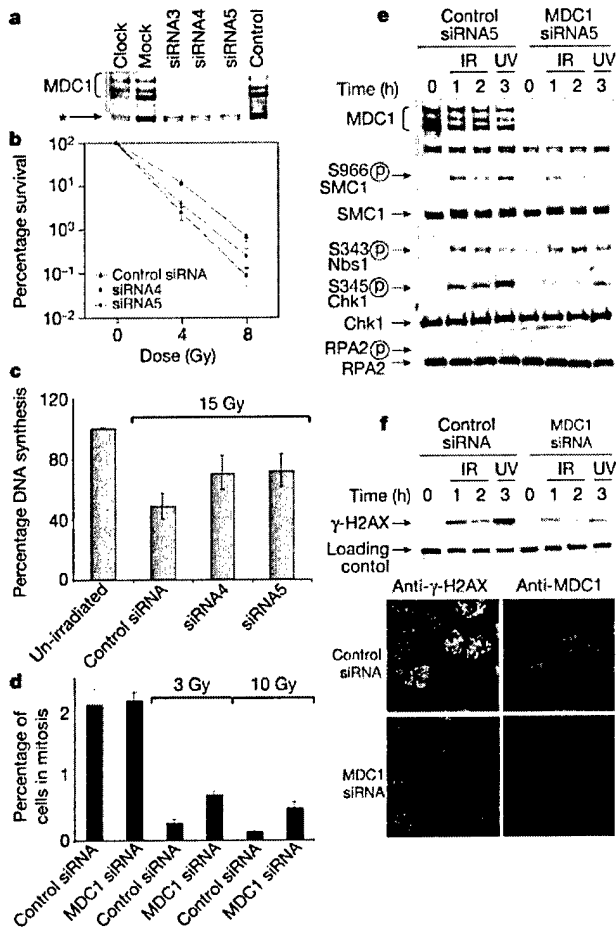 a
Clock
Mock
siRNA3
siRNA4
siRNA5
Control
MDC1
*
b
Percentage survival
10²
10¹
10⁰
10⁻¹
10⁻²
Control siRNA
siRNA4
siRNA5
0 4 8
Dose (Gy)
c
Percentage DNA synthesis
120
80
40
0
15 Gy
Un-irradiated
Control siRNA
siRNA4
siRNA5
d
Percentage of
cells in mitosis
2
1
0
3 Gy 10 Gy
Control siRNA
MDC1 siRNA
Control siRNA
MDC1 siRNA
Control siRNA
MDC1 siRNA
e
Control MDC1
siRNA5 siRNA5
IR UV IR UV
Time (h) 0 1 2 3 0 1 2 3
MDC1
S966 p
SMC1
SMC1
S343 p
Nbs1
S345 p
Chk1
Chk1
RPA2 p
RPA2
f
Control MDC1
siRNA siRNA
IR UV IR UV
Time (h) 0 1 2 3 0 1 2 3
γ-H2AX
Loading
contol
Anti-γ-H2AX Anti-MDC1
Control
siRNA
MDC1
siRNA